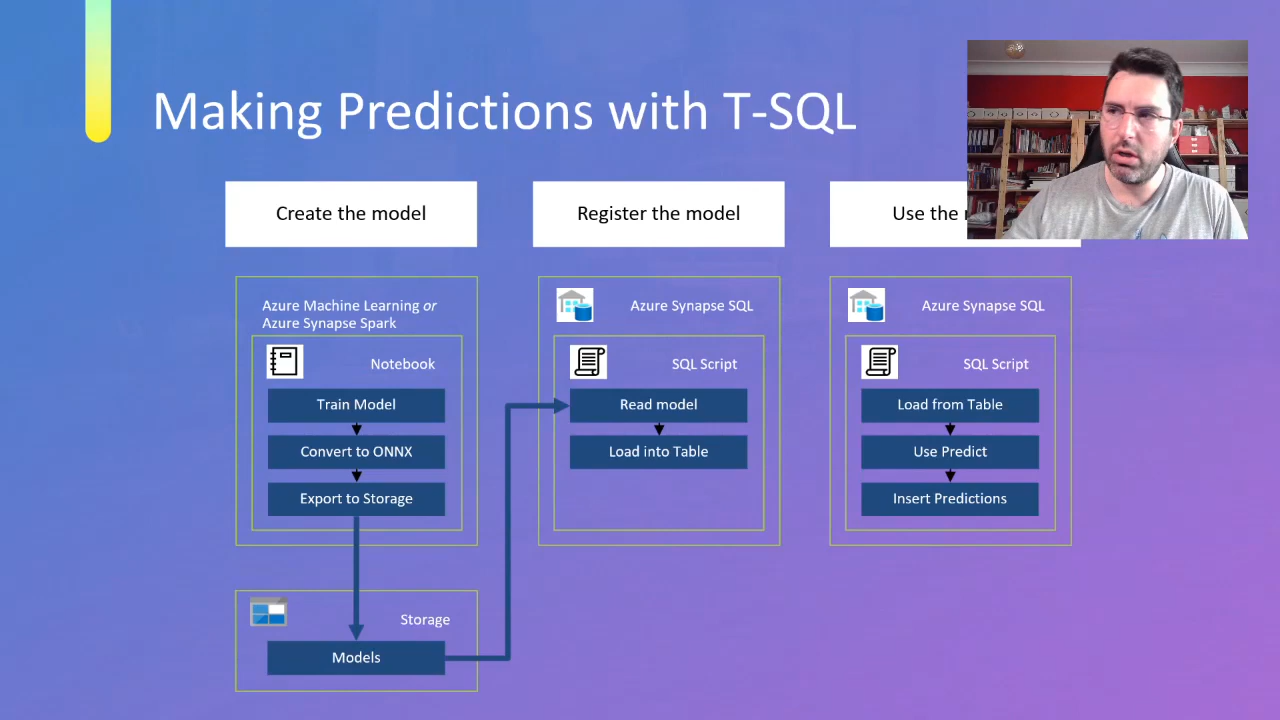 Making Predictions with T-SQL
Create the model
Register the model
Use the
Azure Machine Learning or
Azure Synapse Spark
Notebook
Train Model
Convert to ONNX
Export to Storage
Storage
Models
Azure Synapse SQL
SQL Script
Read model
Load into Table
Azure Synapse SQL
SQL Script
Load from Table
Use Predict
Insert Predictions